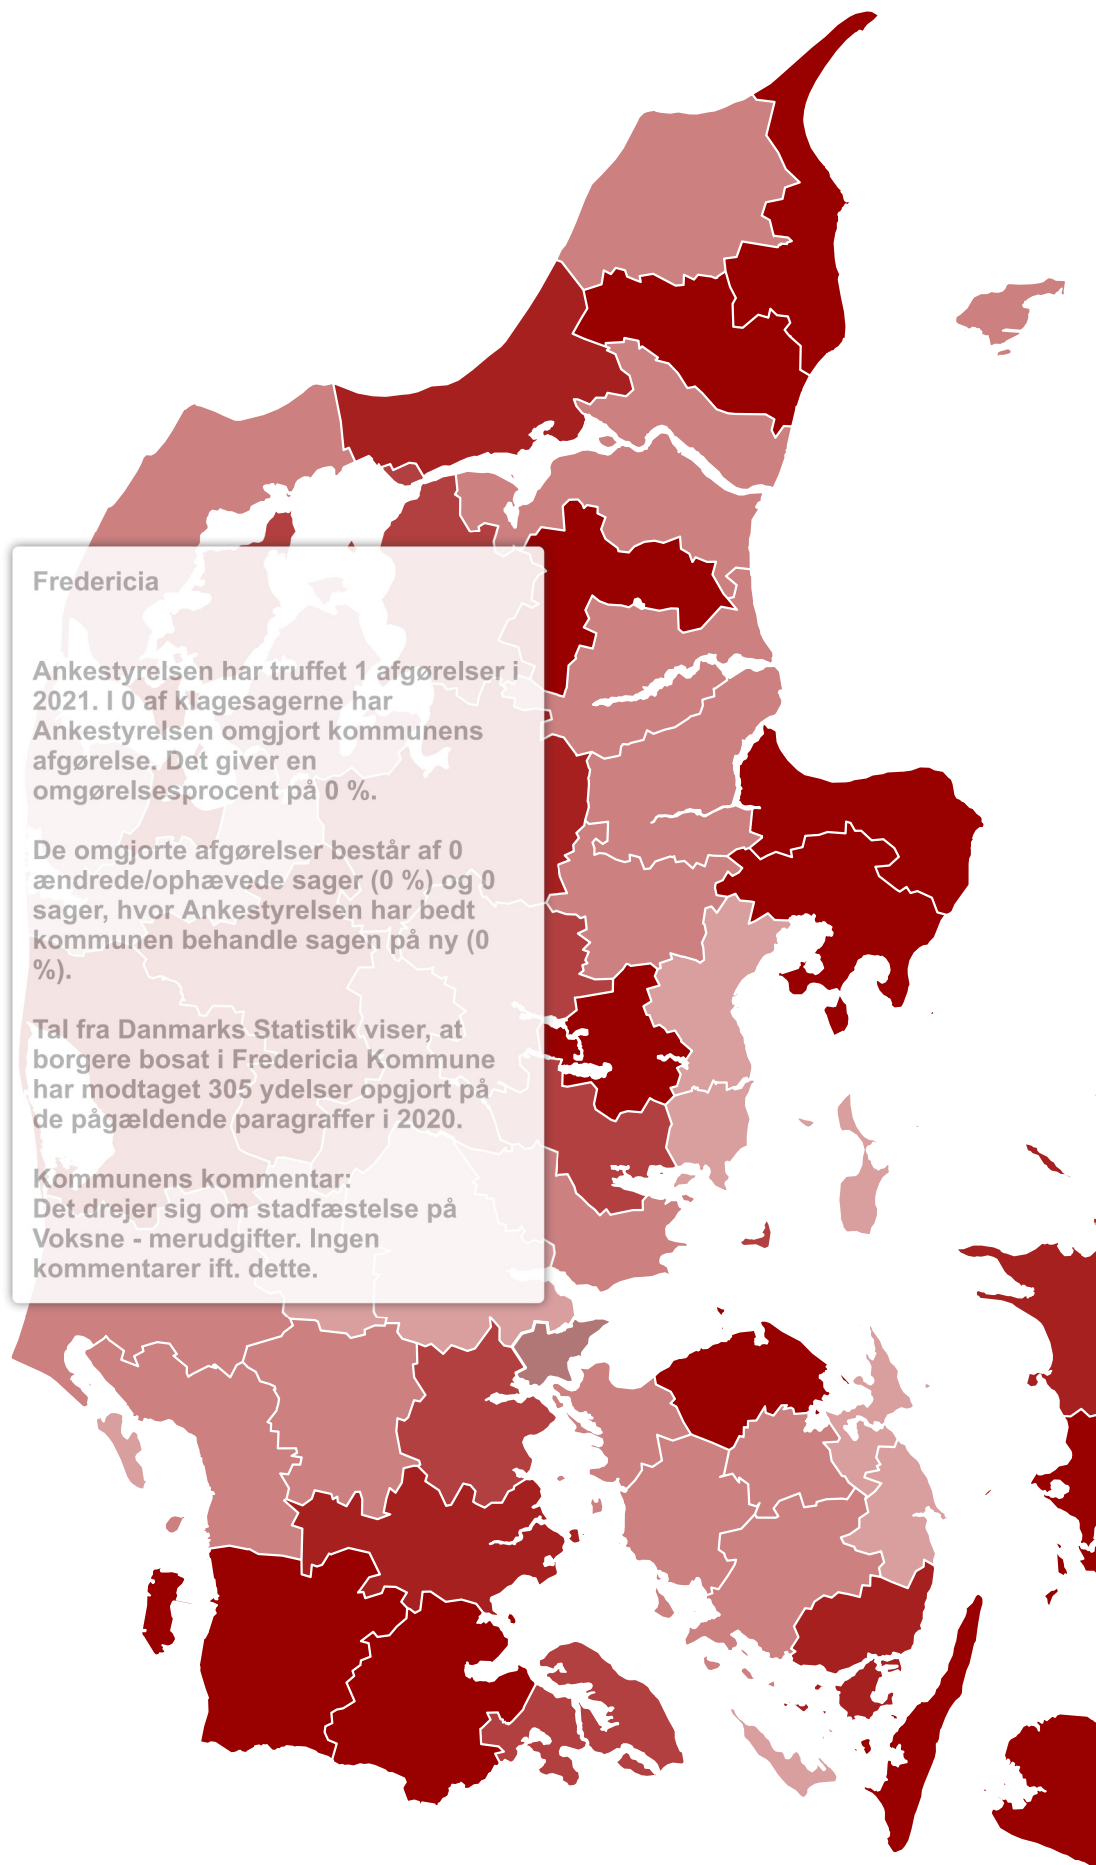 Fredericia
Ankestyrelsen har truffet 1 afgørelser i
2021. I 0 af klagesagerne har
Ankestyrelsen omgjort kommunens
afgørelse. Det giver en
omgørelsesprocent på 0 %.
De omgjorte afgørelser består af 0
ændrede/ophævede sager (0 %) og 0
sager, hvor Ankestyrelsen har bedt
kommunen behandle sagen på ny (0
%).
Tal fra Danmarks Statistik viser, at
borgere bosat i Fredericia Kommune
har modtaget 305 ydelser opgjort på
de pågældende paragraffer i 2020.
Kommunens kommentar:
Det drejer sig om stadfæstelse på
Voksne - merudgifter. Ingen
kommentarer ift. dette.